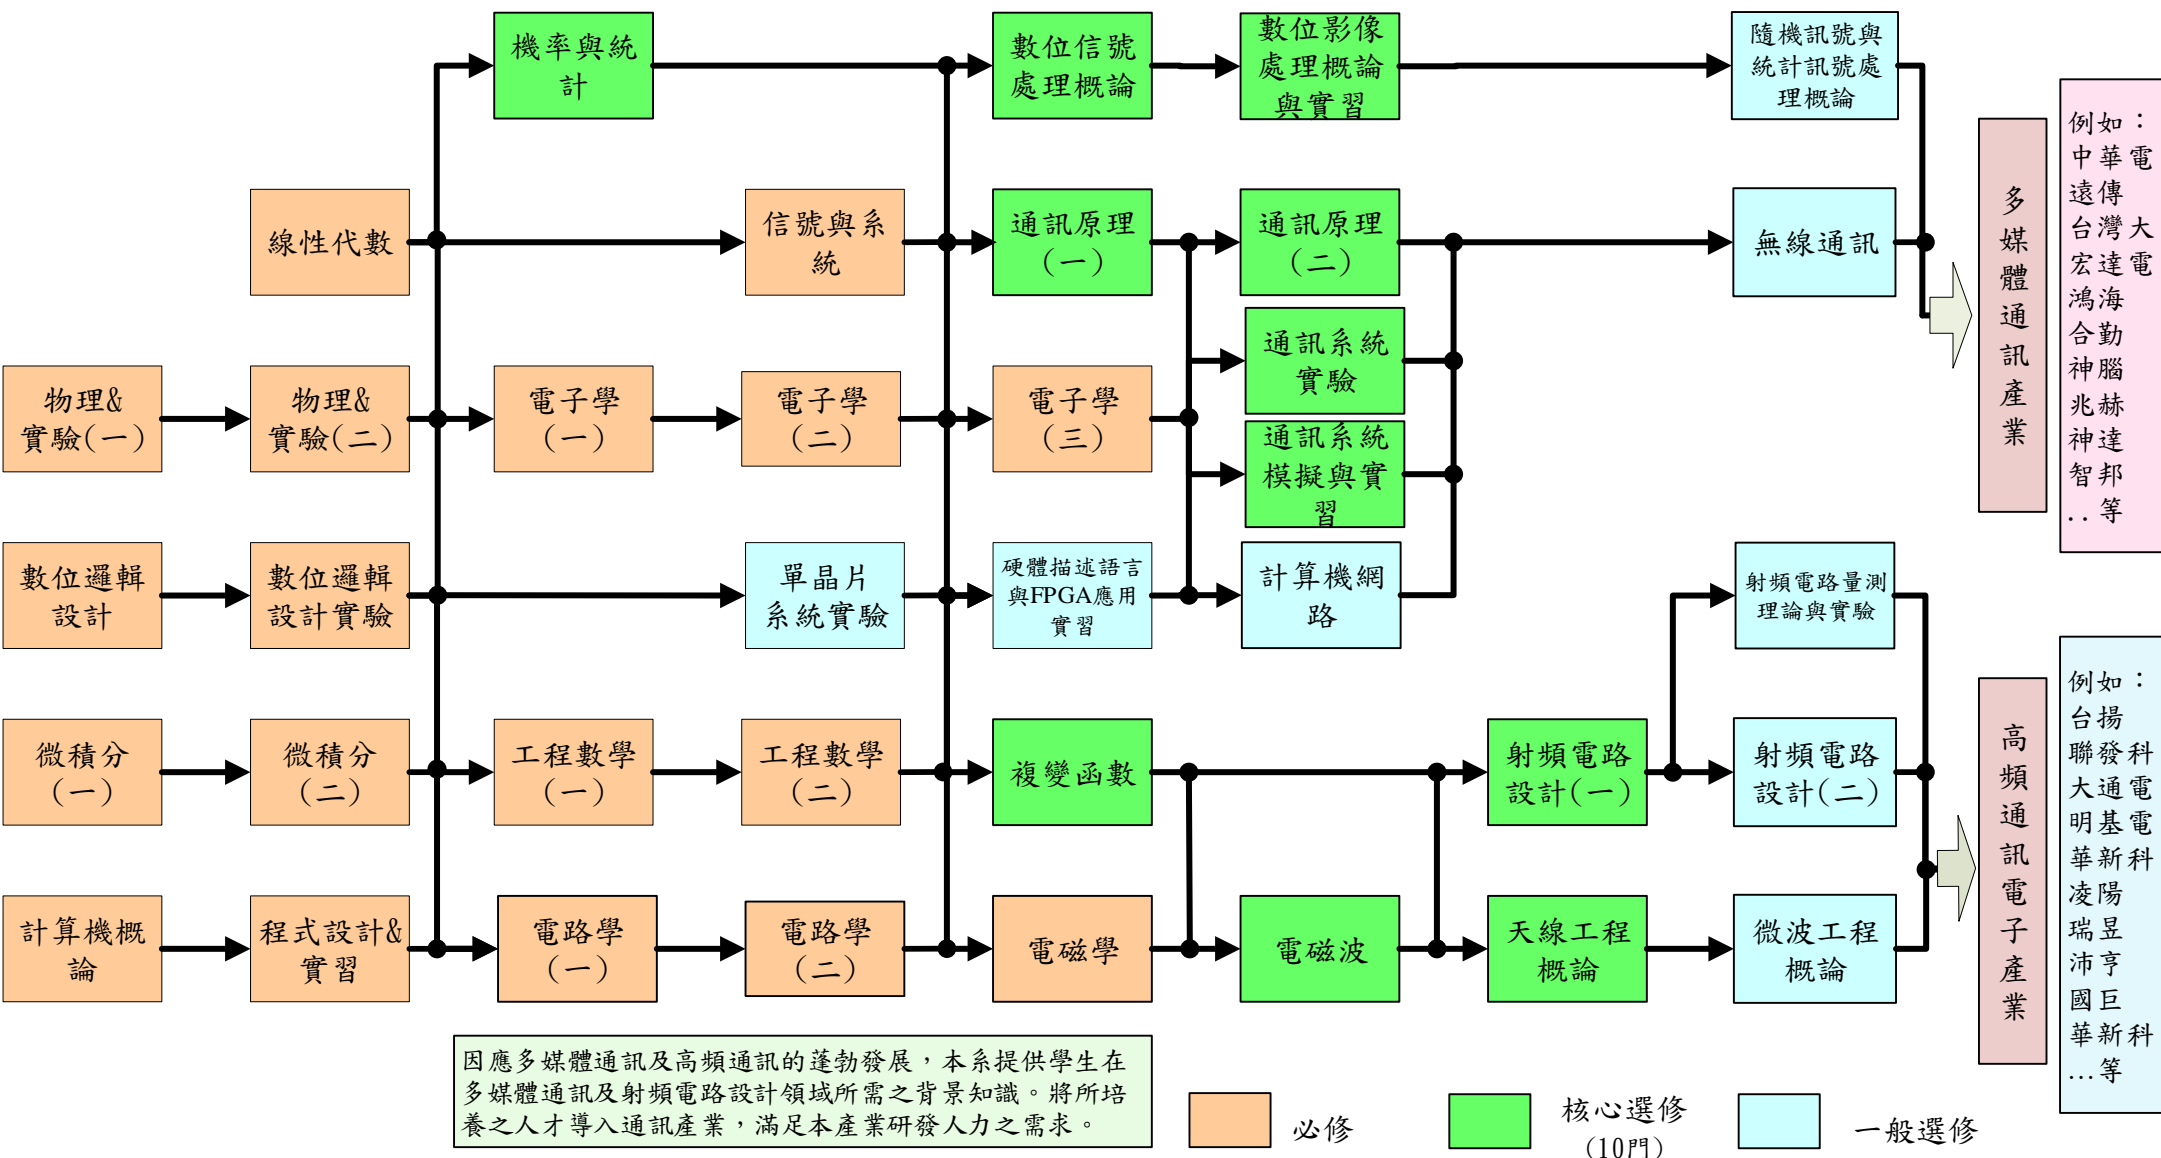 機率與統
計
數位信號
處理概論
數位影像
處理概論
與實習
隨機訊號與
統計訊號處
理概論
線性代數
信號與系
統
通訊原理
(一)
通訊原理
(二)
無線通訊
通訊系統
實驗
物理&
實驗(一)
物理&
實驗(二)
電子學
(一)
電子學
(二)
電子學
(三)
通訊系統
模擬與實
習
數位邏輯
設計
數位邏輯
設計實驗
單晶片
系統實驗
硬體描述語言
與FPGA應用
實習
計算機網
路
射頻電路量測
理論與實驗
微積分
(一)
微積分
(二)
工程數學
(一)
工程數學
(二)
複變函數
射頻電路
設計(一)
射頻電路
設計(二)
計算機概
論
程式設計&
實習
電路學
(一)
電路學
(二)
電磁學
電磁波
天線工程
概論
微波工程
概論
多
媒
體
通
訊
產
業
例如：
中華電
遠傳
台灣大
宏達電
鴻海
合勤
神腦
兆赫
神達
智邦
..等
高
頻
通
訊
電
子
產
業
例如：
台揚
聯發科
大通電
明基電
華新科
凌陽
瑞昱
沛亨
國巨
華新科
...等
因應多媒體通訊及高頻通訊的蓬勃發展，本系提供學生在
多媒體通訊及射頻電路設計領域所需之背景知識。將所培
養之人才導入通訊產業，滿足本產業研發人力之需求。
必修
核心選修
(10門)
一般選修